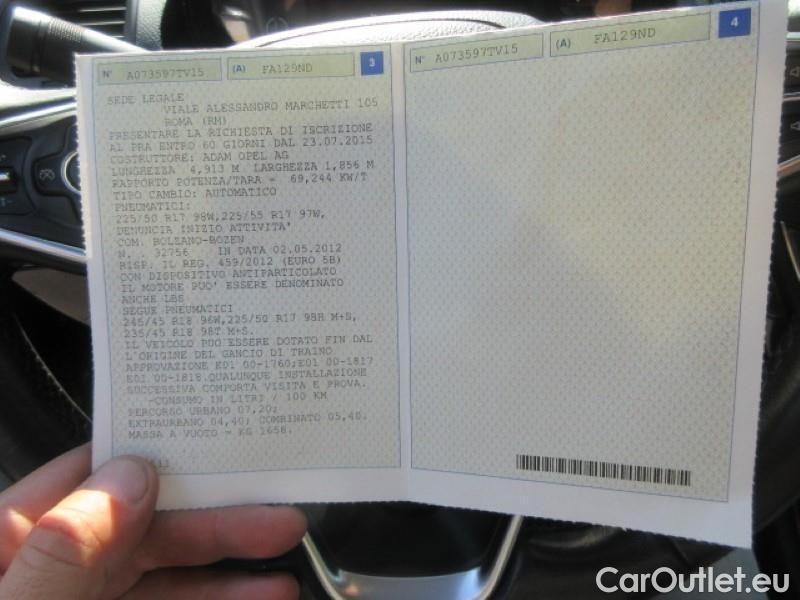 N° A073597TV15 (A) FA129ND 3
SEDE LEGALE
VIALE ALESSANDRO MARCHETTI 105
ROMA (RM)
PRESENTARE LA RICHIESTA DI ISCRIZIONE
AL PRA ENTRO 60 GIORNI DAL 23.07.2015
COSTRUTTORE: ADAM OPEL AG
LUNGHEZZA 4,913 M LARGHEZZA 1,856 M
RAPPORTO POTENZA/TARA = 69,244 KW/T
TIPO CAMBIO: AUTOMATICO
PNEUMATICI:
225/50 R17 98W,225/55 R17 97W,
DENUNCIA INIZIO ATTIVITA'
COM. BOLZANO-BOZEN
N. . 32756 IN DATA 02.05.2012
RISP. IL REG. 459/2012 (EURO 5B)
CON DISPOSITIVO ANTIPARTICOLATO
IL MOTORE PUO' ESSERE DENOMINATO
ANCHE LBS
SEGUE PNEUMATICI
245/45 R18 96W,225/50 R17 98H M+S,
235/45 R18 98T M+S.
IL VEICOLO PUO ESSERE DOTATO FIN DAL
L'ORIGINE DEL GANCIO DI TRAINO
APPROVAZIONE E01 00-1760;E01 00-1817
E01 00-1818.QUALUNQUE INSTALLAZIONE
SUCCESSIVA COMPORTA VISITA E PROVA.
-CONSUMO IN LITRI / 100 KM
PERCORSO URBANO 07,20;
EXTRAURBANO 04,40; COMBINATO 05,40.
MASSA A VUOTO = KG 1658.
N° A073597TV15 (A) FA129ND 4
CarOutlet.eu